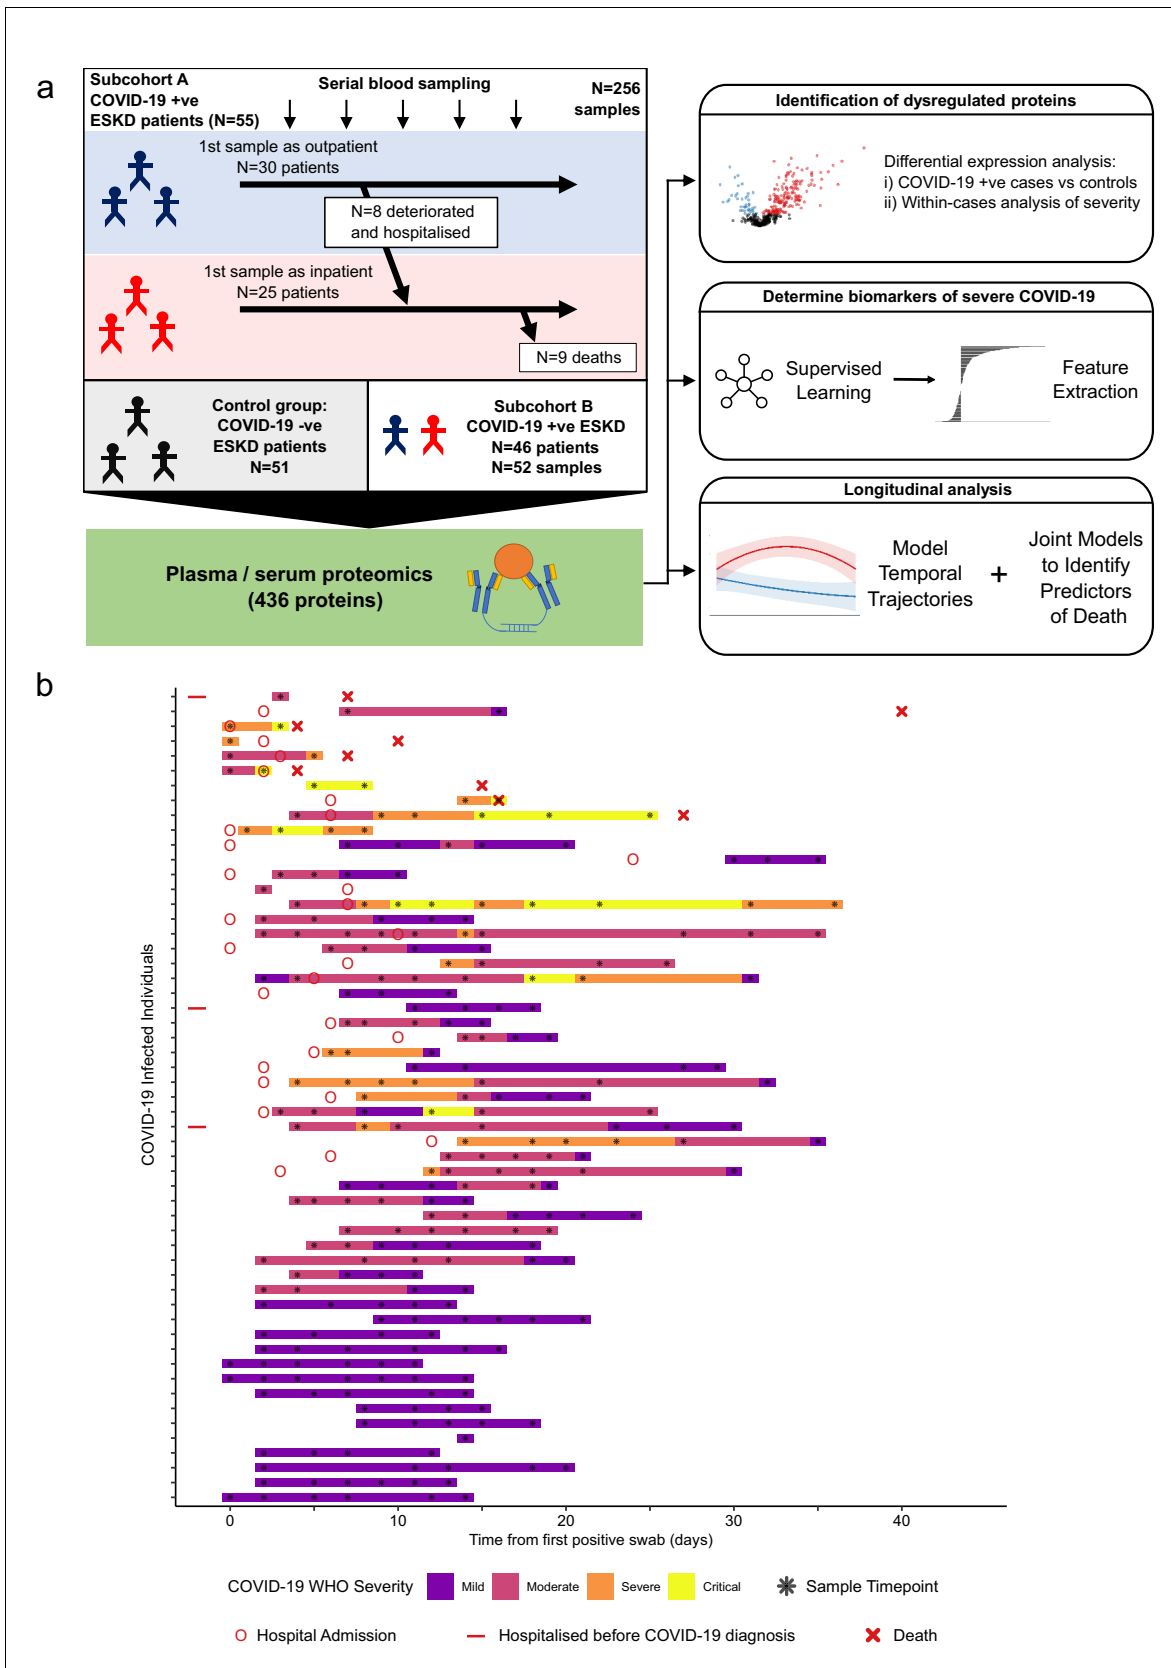 a
Subcohort A
COVID-19 +ve
ESKD patients (N=55)
Serial blood sampling
N=256
samples
1st sample as outpatient
N=30 patients
N=8 deteriorated
and hospitalised
1st sample as inpatient
N=25 patients
N=9 deaths
Control group:
COVID-19 -ve
ESKD patients
N=51
Subcohort B
COVID-19 +ve ESKD
N=46 patients
N=52 samples
Plasma / serum proteomics
(436 proteins)
Identification of dysregulated proteins
Differential expression analysis:
i) COVID-19 +ve cases vs controls
ii) Within-cases analysis of severity
Determine biomarkers of severe COVID-19
Supervised
Learning
Feature
Extraction
Longitudinal analysis
Model
Temporal
Trajectories
+
Joint Models
to Identify
Predictors
of Death
b
COVID-19 Infected Individuals
0 10 20 30 40
Time from first positive swab (days)
COVID-19 WHO Severity Mild Moderate Severe Critical Sample Timepoint
Hospital Admission Hospitalised before COVID-19 diagnosis Death